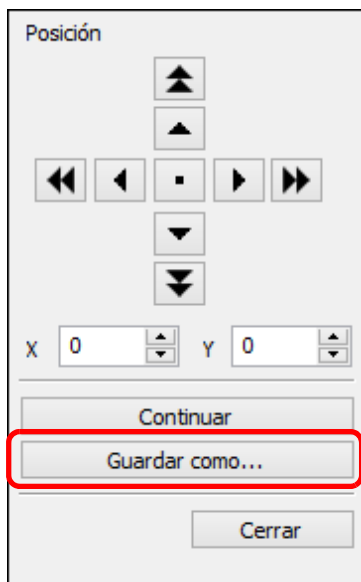 Posición
X 0 Y 0
Continuar
Guardar como...
Cerrar